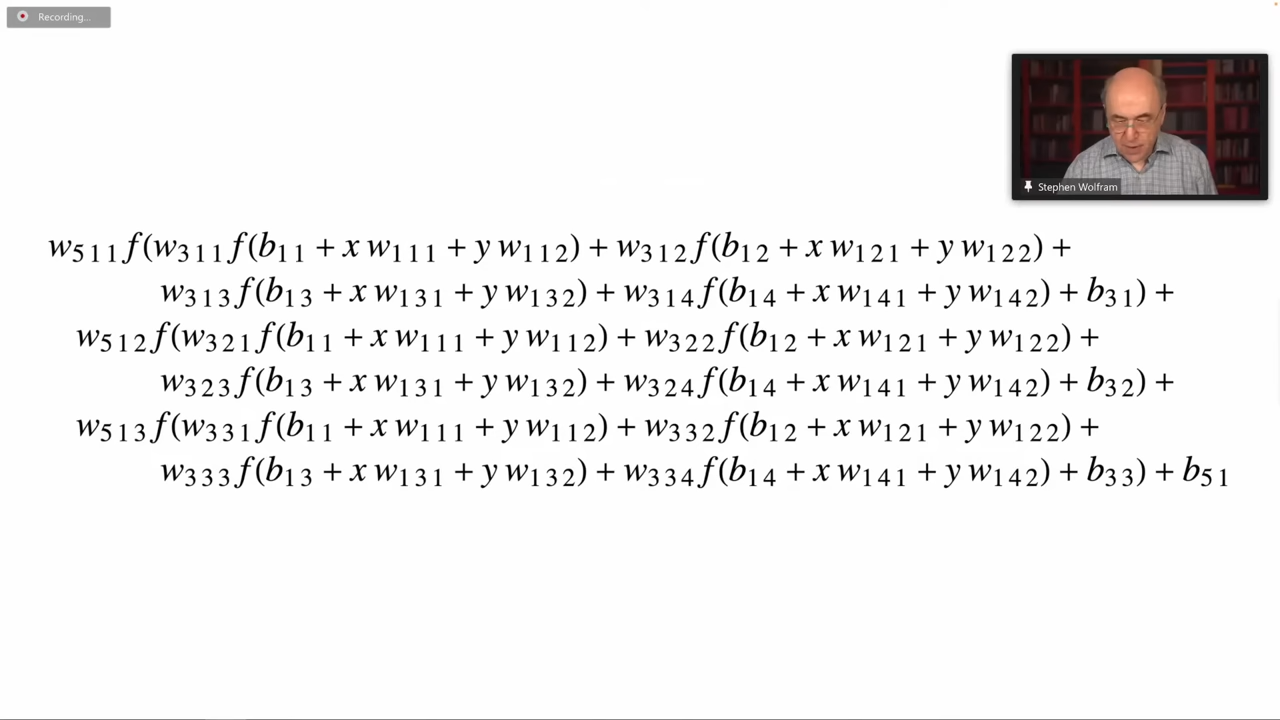 Recording...
Stephen Wolfram
w₅₁₁ f(w₃₁₁ f(b₁₁ + x w₁₁₁ + y w₁₁₂) + w₃₁₂ f(b₁₂ + x w₁₂₁ + y w₁₂₂) +
w₃₁₃ f(b₁₃ + x w₁₃₁ + y w₁₃₂) + w₃₁₄ f(b₁₄ + x w₁₄₁ + y w₁₄₂) + b₃₁) +
w₅₁₂ f(w₃₂₁ f(b₁₁ + x w₁₁₁ + y w₁₁₂) + w₃₂₂ f(b₁₂ + x w₁₂₁ + y w₁₂₂) +
w₃₂₃ f(b₁₃ + x w₁₃₁ + y w₁₃₂) + w₃₂₄ f(b₁₄ + x w₁₄₁ + y w₁₄₂) + b₃₂) +
w₅₁₃ f(w₃₃₁ f(b₁₁ + x w₁₁₁ + y w₁₁₂) + w₃₃₂ f(b₁₂ + x w₁₂₁ + y w₁₂₂) +
w₃₃₃ f(b₁₃ + x w₁₃₁ + y w₁₃₂) + w₃₃₄ f(b₁₄ + x w₁₄₁ + y w₁₄₂) + b₃₃) + b₅₁